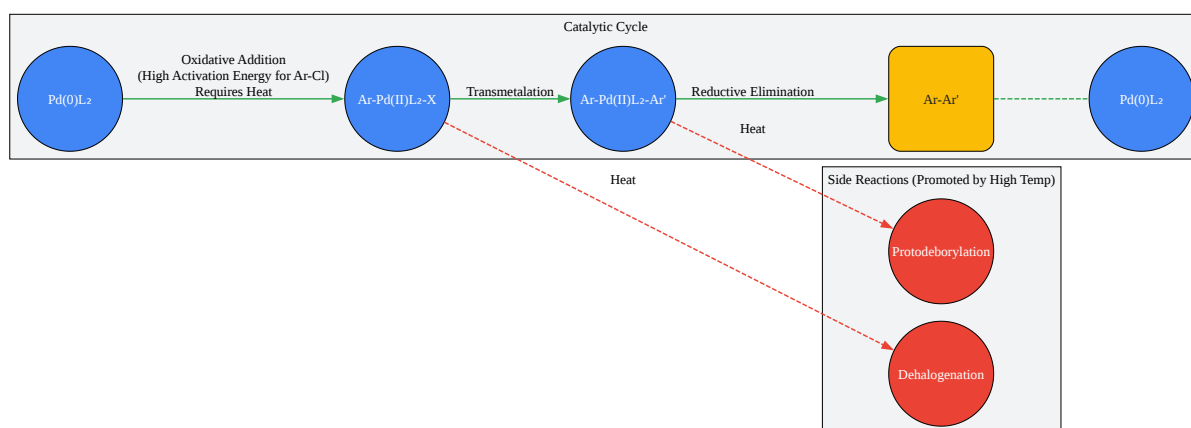 Catalytic Cycle
Oxidative Addition
(High Activation Energy for Ar-Cl)
Requires Heat
Pd(0)L₂
Ar-Pd(II)L₂-X
Transmetalation
Ar-Pd(II)L₂-Ar'
Reductive Elimination
Ar-Ar'
Pd(0)L₂
Heat
Heat
Side Reactions (Promoted by High Temp)
Protodeborylation
Dehalogenation